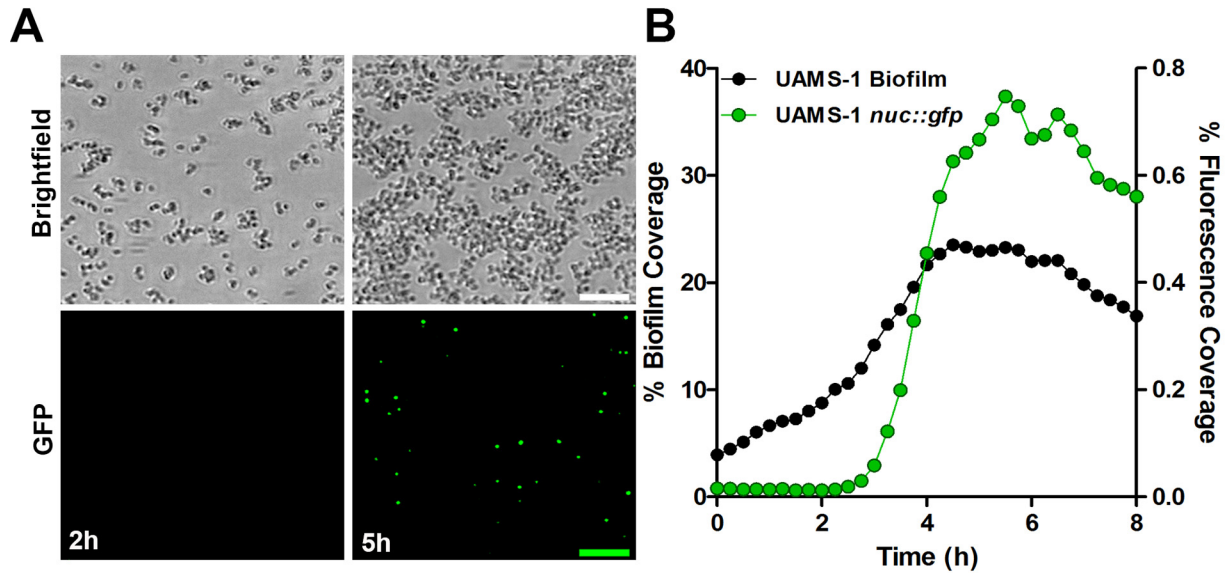 A
Brightfield
GFP
2h
5h
B
UAMS-1 Biofilm
UAMS-1 nuc::gfp
% Biofilm Coverage
40
30
20
10
0
% Fluorescence Coverage
0.8
0.6
0.4
0.2
0.0
0 2 4 6 8
Time (h)